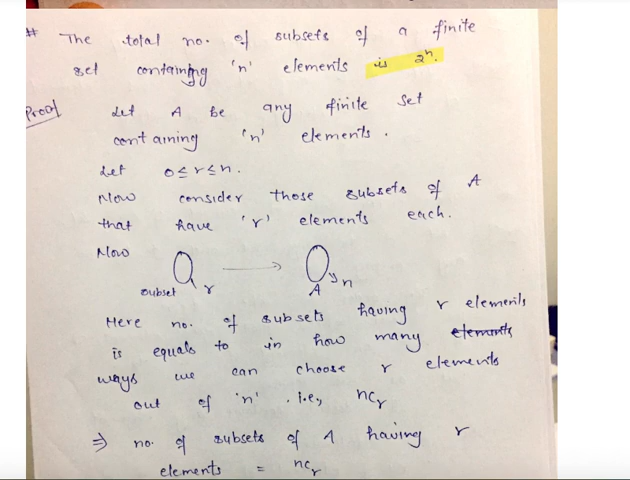 # The total no. of subsets of a finite
set containing 'n' elements is 2ⁿ.
Proof Let A be any finite set
containing 'n' elements.
Let 0≤r≤n.
Now consider those subsets of A
that have 'r' elements each.
Now
subset r → A n
Here no. of subsets having r elements
is equals to in how many elements
ways we can choose r elements
out of 'n'. i.e., nCr
⇒ no. of subsets of A having r
elements = nCr